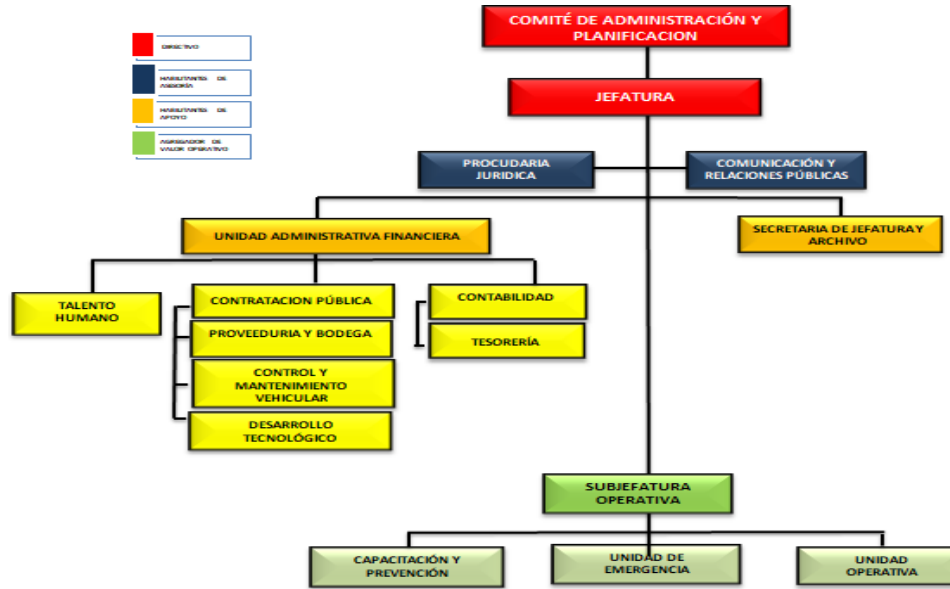 COMITÉ DE ADMINISTRACIÓN Y
PLANIFICACION
DIRECTIVO
HABILITANTES DE
ASESORÍA
HABILITANTES DE
APOYO
AGREGADOR DE
VALOR OPERATIVO
JEFATURA
PROCUDARIA
JURIDICA
COMUNICACIÓN Y
RELACIONES PÚBLICAS
UNIDAD ADMINISTRATIVA FINANCIERA
SECRETARIA DE JEFATURA Y
ARCHIVO
TALENTO
HUMANO
CONTRATACION PÚBLICA
PROVEEDURIA Y BODEGA
CONTROL Y
MANTENIMIENTO
VEHICULAR
DESARROLLO
TECNOLÓGICO
CONTABILIDAD
TESORERÍA
SUBJEFATURA
OPERATIVA
CAPACITACIÓN Y
PREVENCIÓN
UNIDAD DE
EMERGENCIA
UNIDAD
OPERATIVA